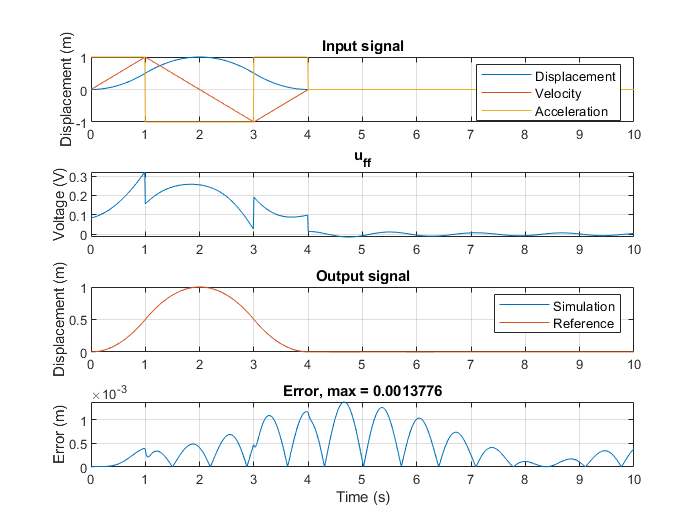 Input signal
Displacement (m)
1
0
-1
0 1 2 3 4 5 6 7 8 9 10
Displacement
Velocity
Acceleration
u_ff
Voltage (V)
0.3
0.2
0.1
0
0 1 2 3 4 5 6 7 8 9 10
Output signal
Displacement (m)
1
0.5
0
0 1 2 3 4 5 6 7 8 9 10
Simulation
Reference
×10^-3
Error, max = 0.0013776
Error (m)
1
0.5
0
0 1 2 3 4 5 6 7 8 9 10
Time (s)